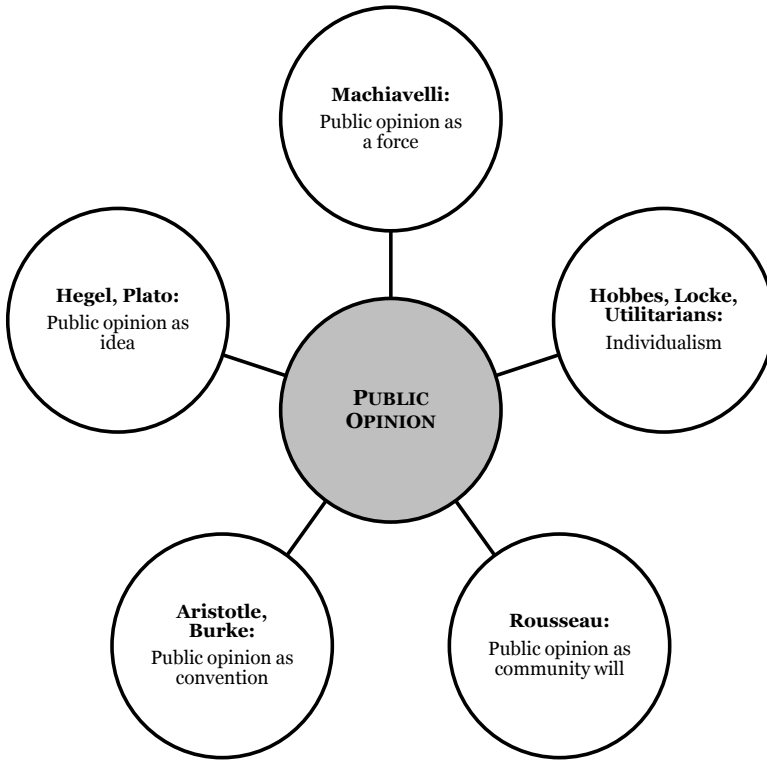 Machiavelli:
Public opinion as
a force
Hegel, Plato:
Public opinion as
idea
Hobbes, Locke,
Utilitarians:
Individualism
PUBLIC
OPINION
Aristotle,
Burke:
Public opinion as
convention
Rousseau:
Public opinion as
community will